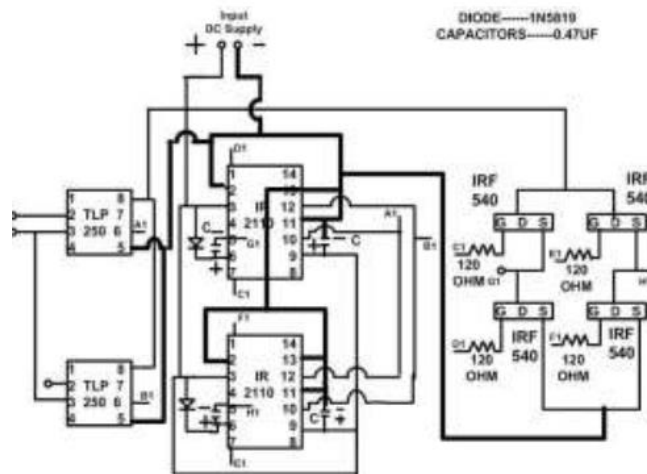 Input
DC Supply
+ -
DIODE-----1N5819
CAPACITORS-----0.47UF
1 8
2 TLP 7
3 250 6 A1
4 5
D1
1 14
2 13
3 IR 12
4 2110 11
5 10
6 9
7 8
C
G1
+ -
C
A1
B1
C1
F1
1 14
2 13
3 IR 12
4 2110 11
5 10
6 9
7 8
H1
C
E1
1 8
2 TLP 7
3 250 6 B1
4 5
IRF
540
IRF
540
G D S
G D S
C1
120
OHM
G1
E1
120
OHM
G D S
G D S
D1
120
OHM
IRF
540
F1
120
OHM
IRF
540